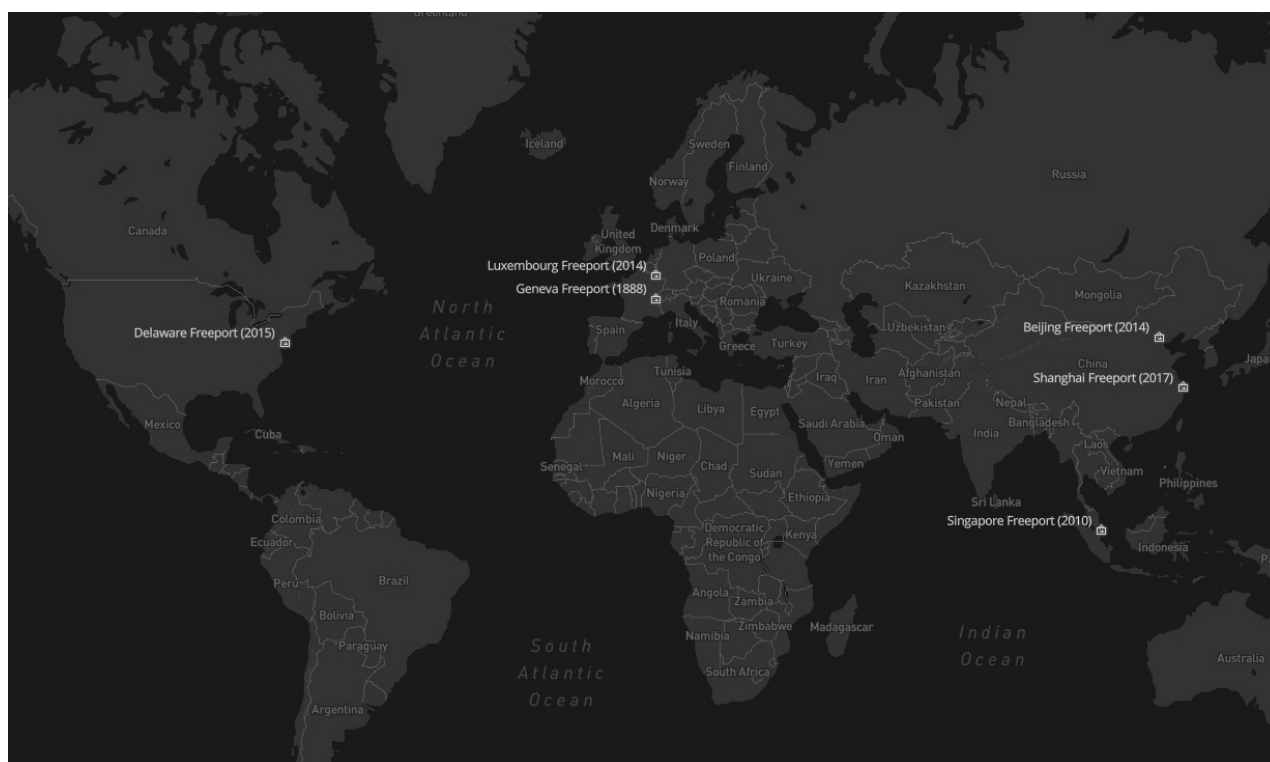 Greenland
Iceland
Sweden
Finland
Norway
Russia
Canada
United
Kingdom
Denmark
Poland
Luxembourg Freeport (2014)
Geneva Freeport (1888)
Ukraine
Kazakhstan
Mongolia
Romania
North
Atlantic
Ocean
Delaware Freeport (2015)
Spain
Italy
Greece
Turkey
Uzbekistan
Beijing Freeport (2014)
China
Shanghai Freeport (2017)
Morocco
Tunisia
Iraq
Iran
Afghanistan
Pakistan
Nepal
Algeria
Libya
Egypt
Saudi Arabia
Oman
India
Bangladesh
Laos
Mexico
Cuba
Senegal
Mali
Niger
Chad
Sudan
Yemen
Vietnam
Philippines
Nigeria
Ethiopia
Sri Lanka
Singapore Freeport (2010)
Indonesia
Colombia
Ecuador
Democratic
Republic of
the Congo
Kenya
Peru
Brazil
Bolivia
Angola
Zambia
Zimbabwe
Madagascar
Namibia
Paraguay
South
Atlantic
Ocean
Indian
Ocean
South Africa
Australia
Argentina